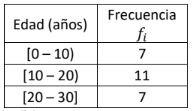 Edad (años) Frecuencia
fᵢ
[0 – 10) 7
[10 – 20) 11
[20 – 30] 7